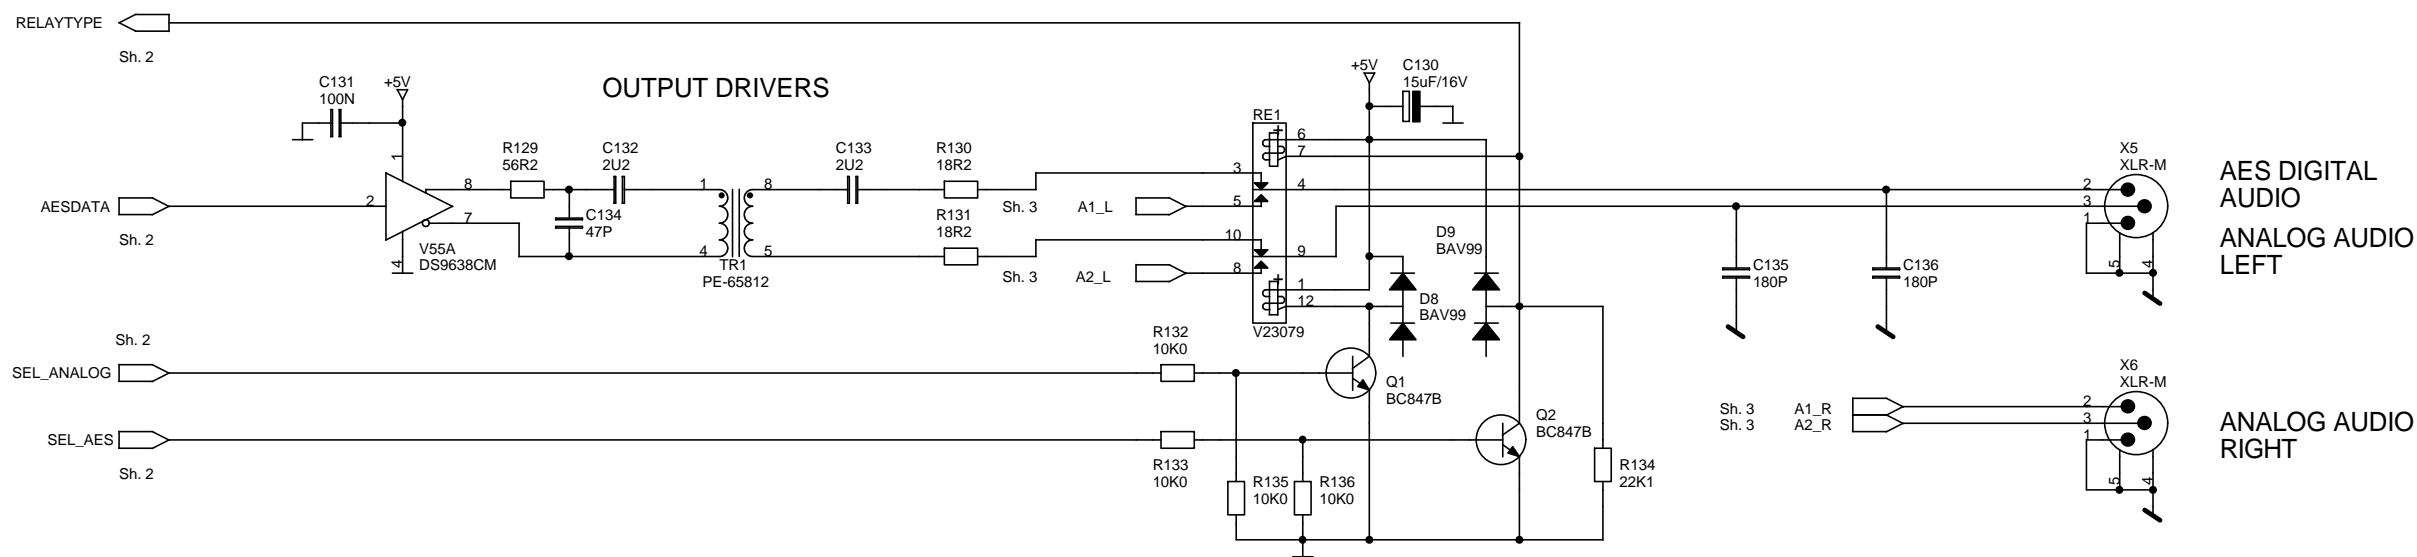 RELAYTYPE
Sh. 2
OUTPUT DRIVERS
C131
100N
+5V
1
AESDATA
Sh. 2
2
8
7
4
V55A
DS9638CM
R129
56R2
C132
2U2
C134
47P
1
8
4
5
TR1
PE-65812
C133
2U2
R130
18R2
R131
18R2
Sh. 3
A1_L
Sh. 3
A2_L
+5V
C130
15uF/16V
RE1
6
7
3
4
5
10
9
8
1
12
V23079
D9
BAV99
D8
BAV99
Sh. 2
SEL_ANALOG
R132
10K0
Q1
BC847B
SEL_AES
Sh. 2
R133
10K0
R135
10K0
R136
10K0
Q2
BC847B
R134
22K1
C135
180P
C136
180P
X5
XLR-M
2
3
1
5
4
AES DIGITAL
AUDIO
ANALOG AUDIO
LEFT
X6
XLR-M
Sh. 3
A1_R
Sh. 3
A2_R
2
3
1
5
4
ANALOG AUDIO
RIGHT